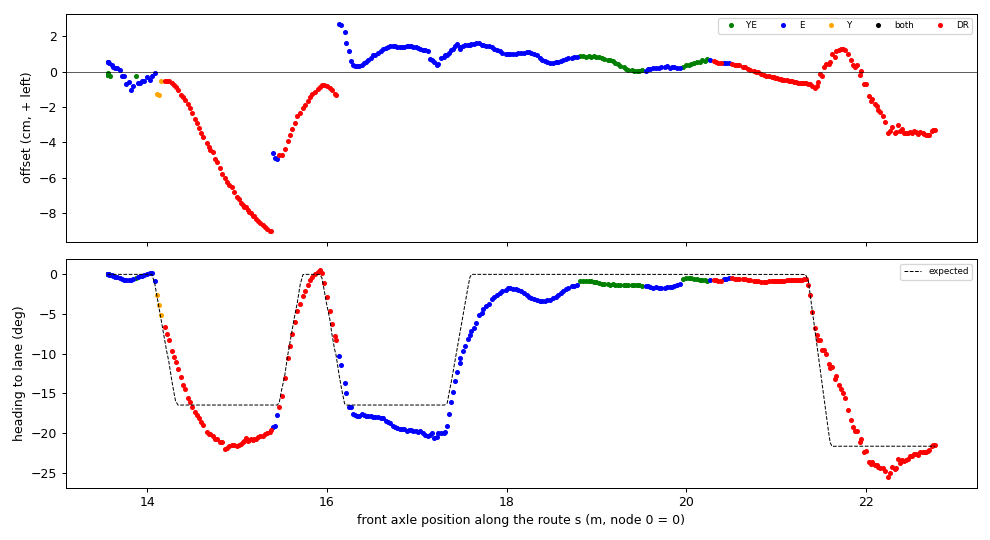 YE E Y both DR
2
0
−2
−4
−6
−8
offset (cm, + left)
expected
0
−5
−10
−15
−20
−25
heading to lane (deg)
14 16 18 20 22
front axle position along the route s (m, node 0 = 0)